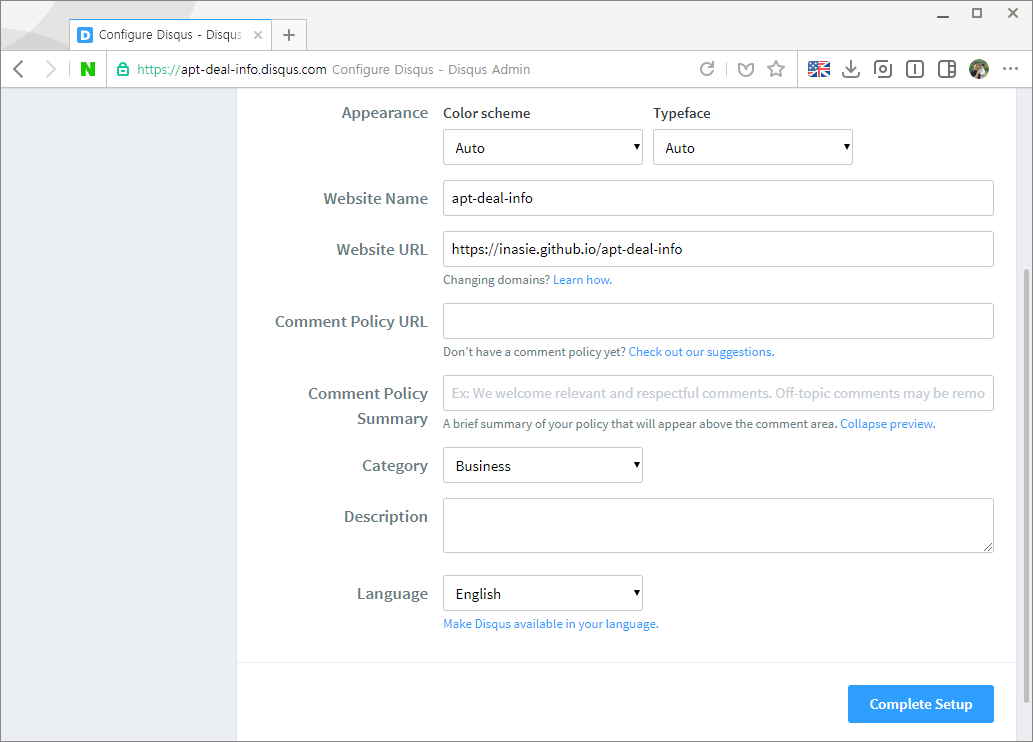 D Configure Disqus - Disqus
N https://apt-deal-info.disqus.com Configure Disqus - Disqus Admin
Appearance
Color scheme
Typeface
Auto
Auto
Website Name
apt-deal-info
Website URL
https://inasie.github.io/apt-deal-info
Changing domains? Learn how.
Comment Policy URL
Don't have a comment policy yet? Check out our suggestions.
Comment Policy
Summary
Ex: We welcome relevant and respectful comments. Off-topic comments may be remo
A brief summary of your policy that will appear above the comment area. Collapse preview.
Category
Business
Description
Language
English
Make Disqus available in your language.
Complete Setup